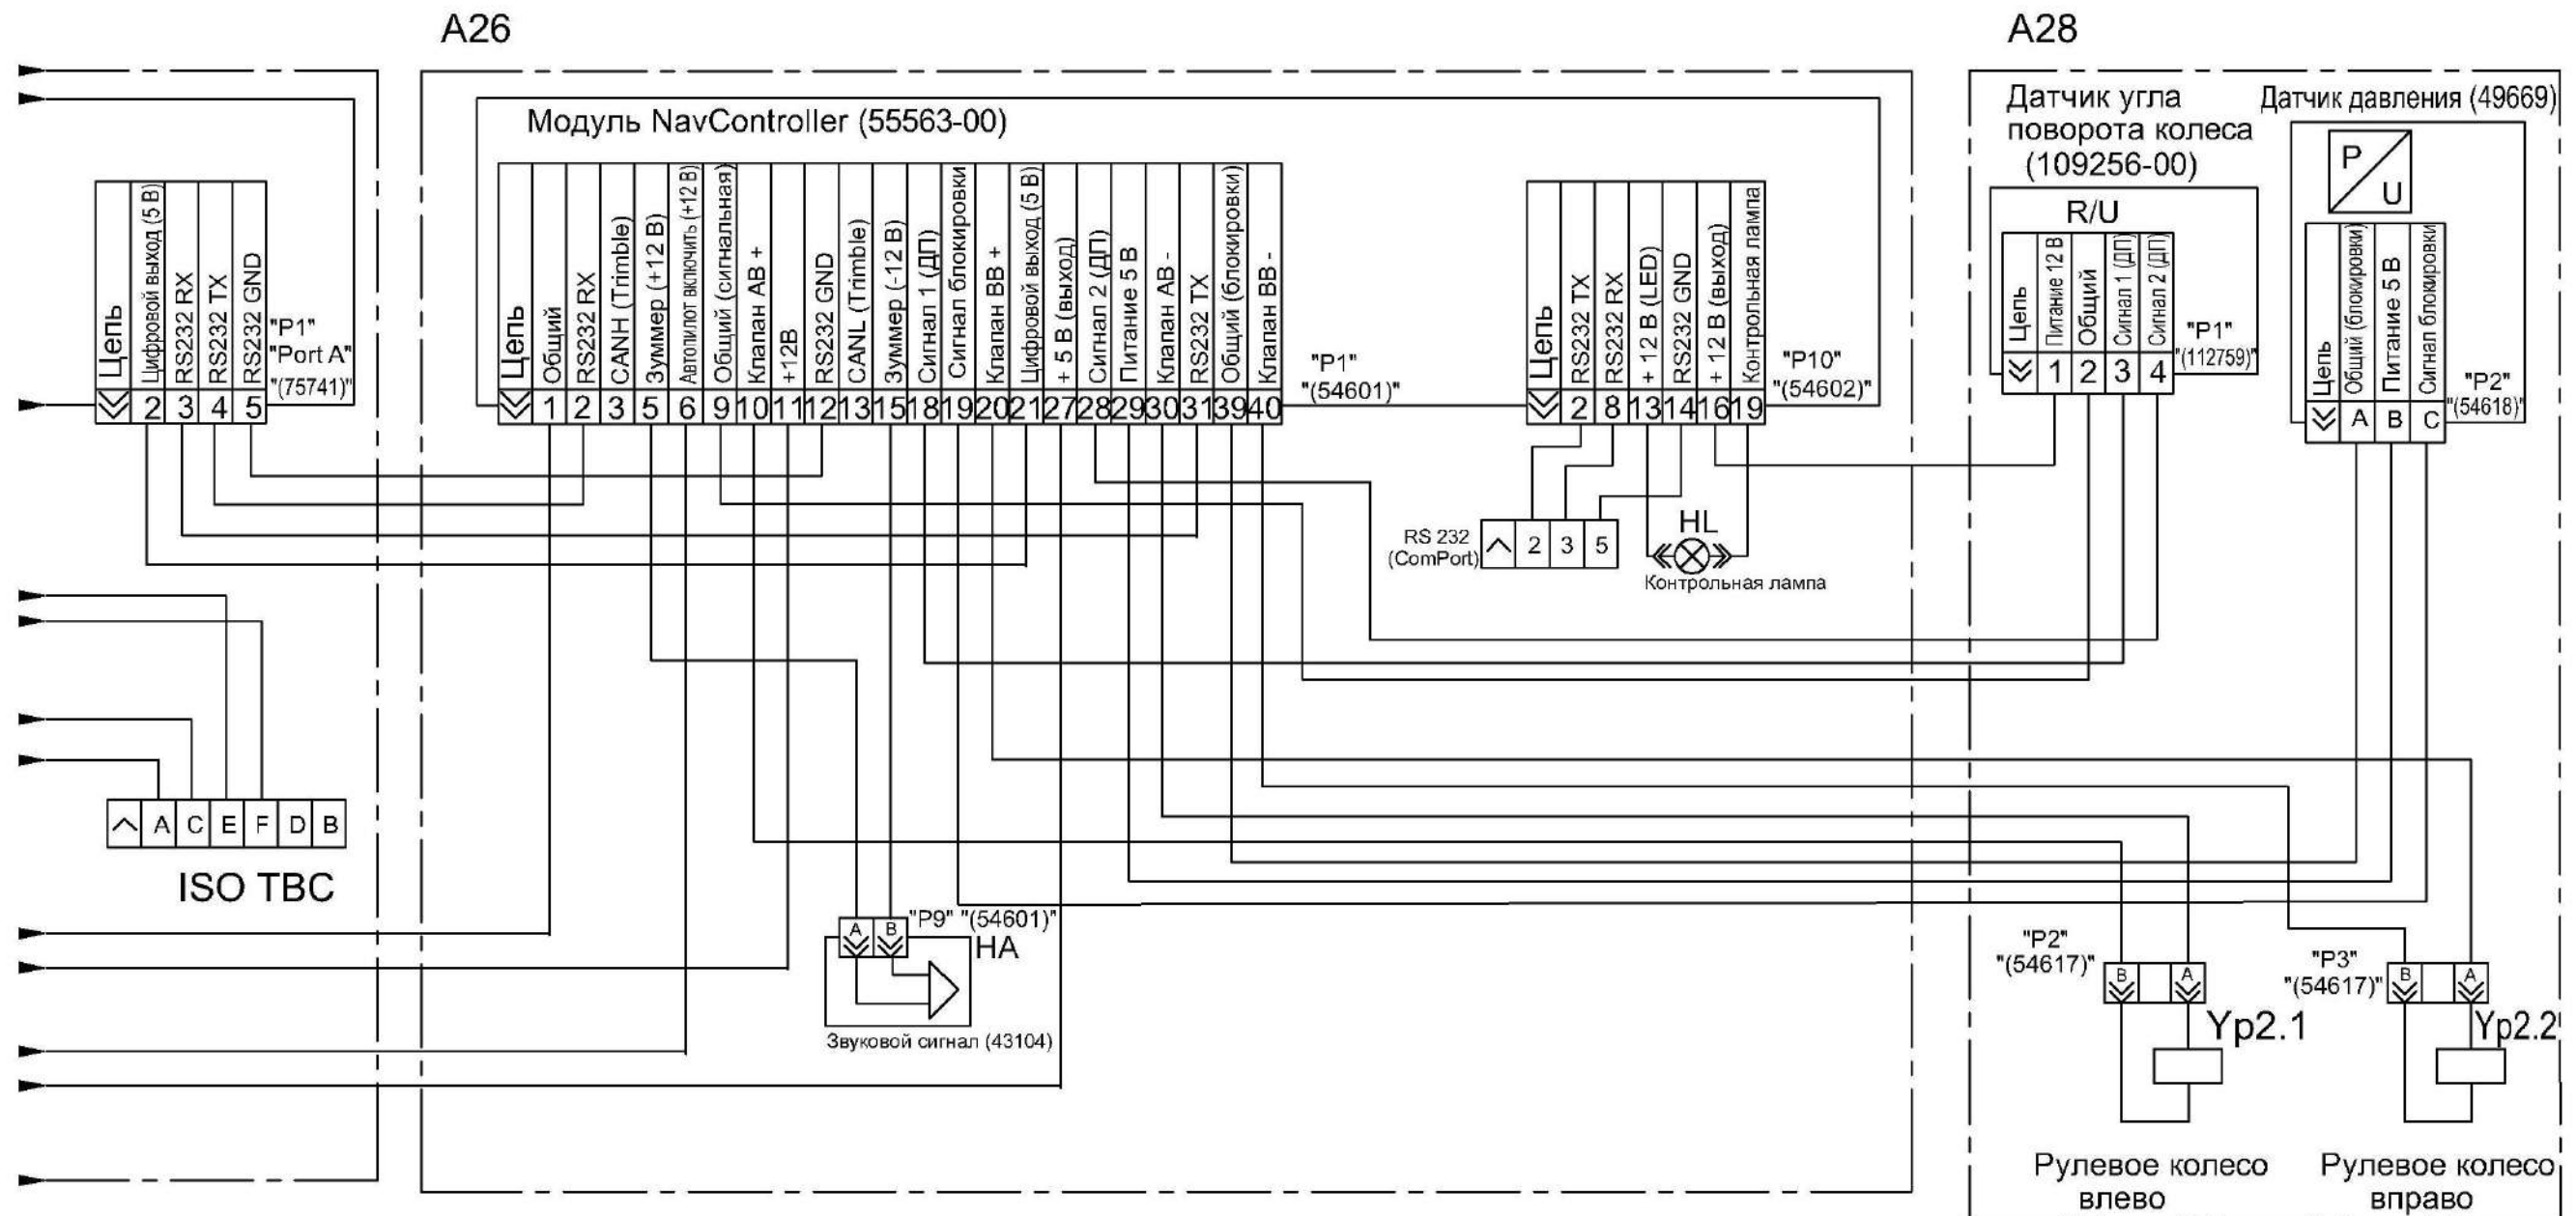 A26
A28
Модуль NavController (55563-00)
Датчик угла
поворота колеса
(109256-00)
Датчик давления (49669)
P
U
R/U
Цепь
Цифровой выход (5 В)
RS232 RX
RS232 TX
RS232 GND
2 3 4 5
"P1"
"Port A"
"(75741)"
Цепь
Общий
RS232 RX
CANH (Trimble)
Зуммер (+12 В)
Автопилот включить (+12 В)
Общий (сигнальная)
Клапан АВ +
+12В
RS232 GND
CANL (Trimble)
Зуммер (-12 В)
Сигнал 1 (ДП)
Сигнал блокировки
Клапан ВВ +
Цифровой выход (5 В)
+ 5 В (выход)
Сигнал 2 (ДП)
Питание 5 В
Клапан АВ -
RS232 TX
Общий (блокировки)
Клапан ВВ -
1 2 3 5 6 9 10 11 12 13 15 18 19 20 21 27 28 29 30 31 39 40
"P1"
"(54601)"
Цепь
RS232 TX
RS232 RX
+ 12 В (LED)
RS232 GND
+ 12 В (выход)
Контрольная лампа
2 8 13 14 16 19
"P10"
"(54602)"
Цепь
Питание 12 В
Общий
Сигнал 1 (ДП)
Сигнал 2 (ДП)
1 2 3 4
"P1"
"(112759)"
Цепь
Общий (блокировки)
Питание 5 В
Сигнал блокировки
A B C
"P2"
"(54618)"
RS 232
(ComPort)
2 3 5
HL
Контрольная лампа
A C E F D B
ISO TBC
A B
"P9" "(54601)"
HA
Звуковой сигнал (43104)
"P2"
"(54617)"
B A
Yp2.1
"P3"
"(54617)"
B A
Yp2.2
Рулевое колесо
влево
Рулевое колесо
вправо